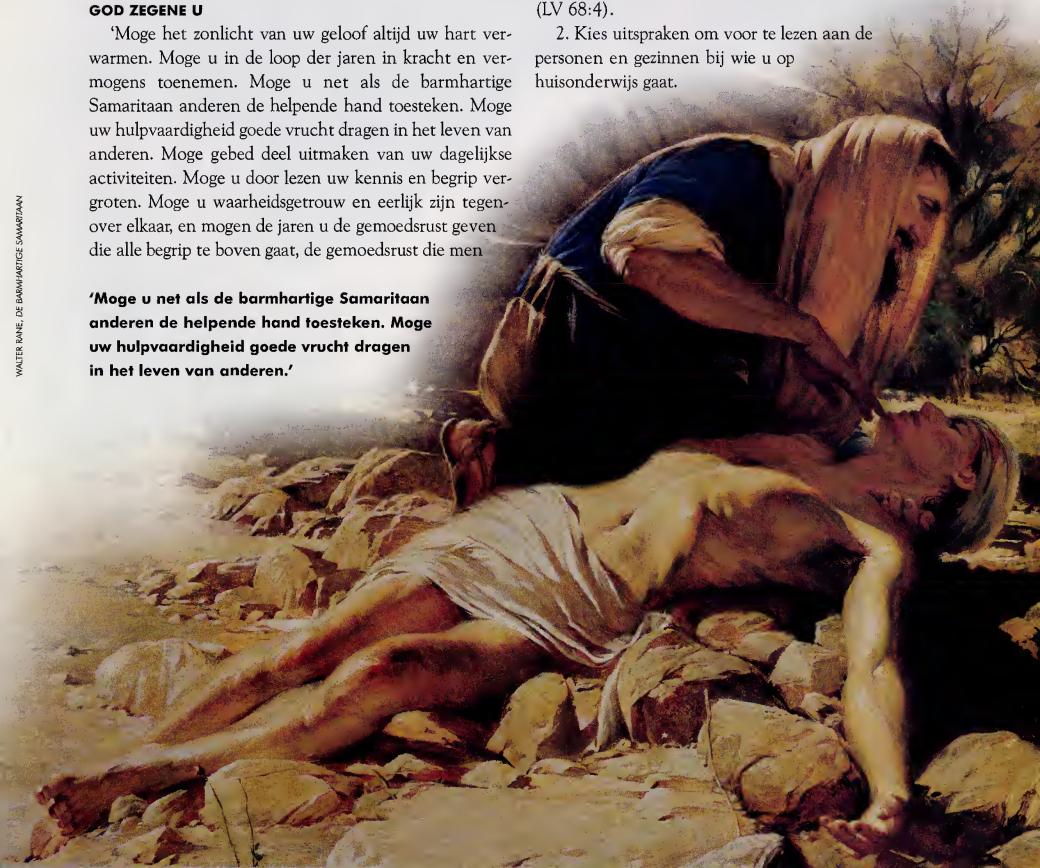 GOD ZEGENE U
‘Moge het zonlicht van uw geloof altijd uw hart ver-
warmen. Moge u in de loop der jaren in kracht en ver-
mogens toenemen. Moge u net als de barmhartige
Samaritaan anderen de helpende hand toesteken. Moge
uw hulpvaardigheid goede vrucht dragen in het leven van
anderen. Moge gebed deel uitmaken van uw dagelijkse
activiteiten. Moge u door lezen uw kennis en begrip ver-
groten. Moge u waarheidsgetrouw en eerlijk zijn tegen-
over elkaar, en mogen de jaren u de gemoedsrust geven
die alle begrip te boven gaat, de gemoedsrust die men
‘Moge u net als de barmhartige Samaritaan
anderen de helpende hand toesteken. Moge
uw hulpvaardigheid goede vrucht dragen
in het leven van anderen.’
(LV 68:4).
2. Kies uitspraken om voor te lezen aan de
personen en gezinnen bij wie u op
huisonderwijs gaat.
WALTER RANE, DE BARMHARTIGE SAMARITAAN